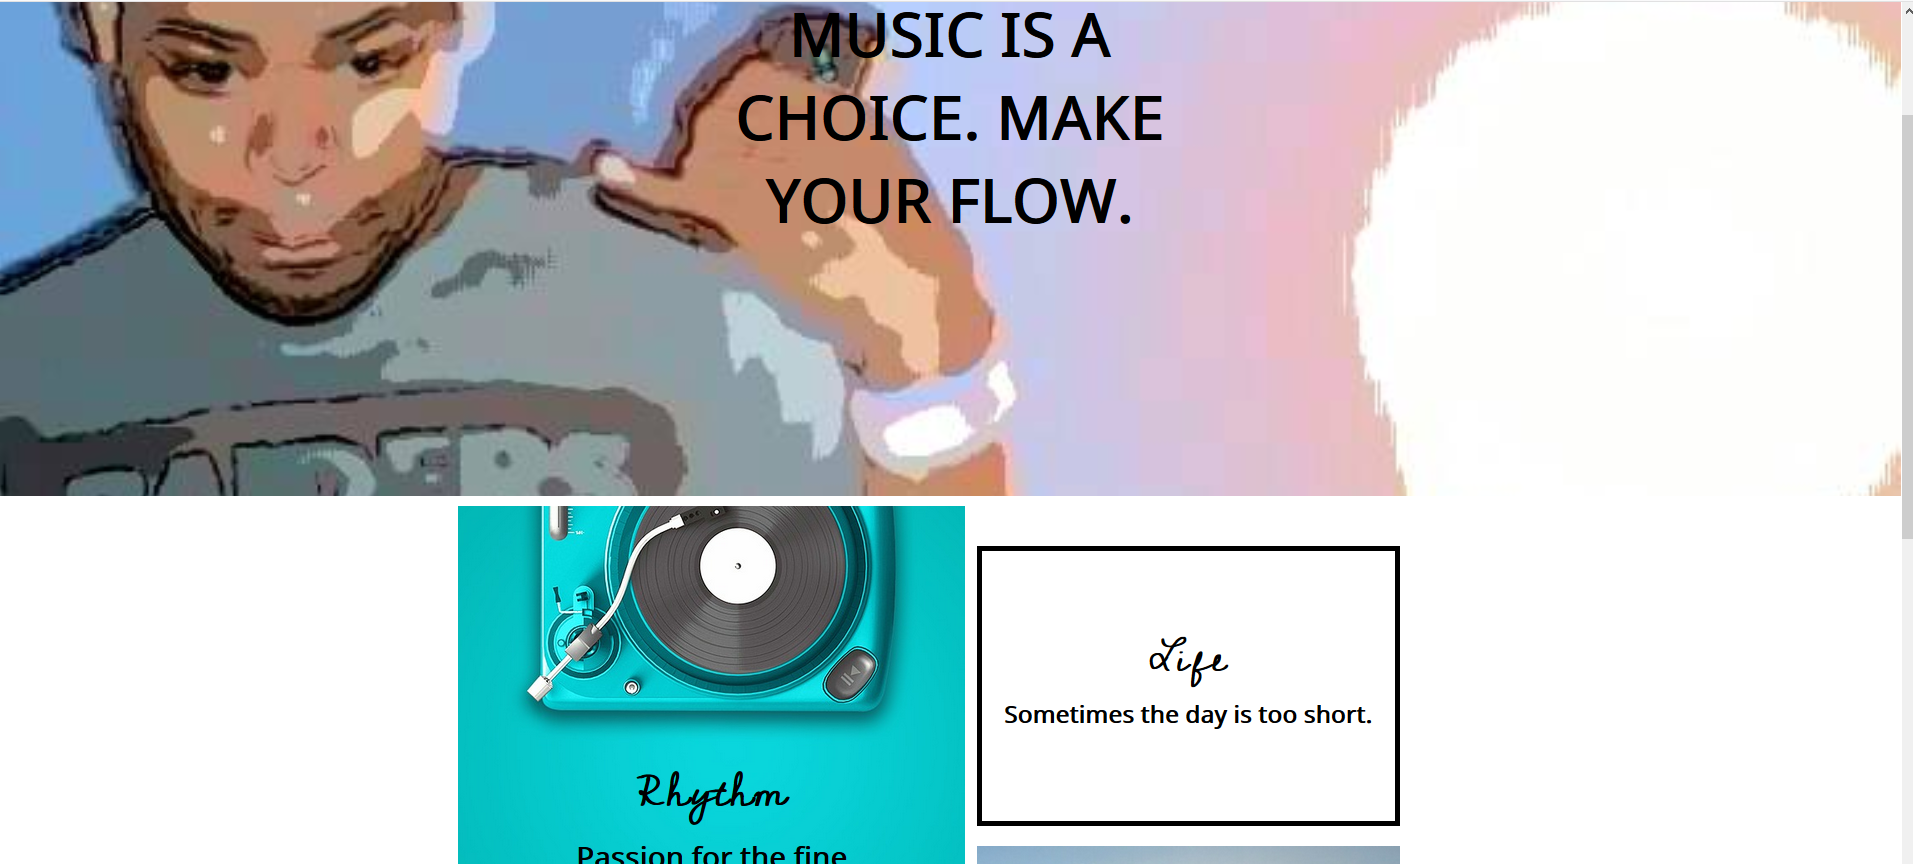 MUSIC IS A
CHOICE. MAKE
YOUR FLOW.
Life
Sometimes the day is too short.
Rhythm
Passion for the fine